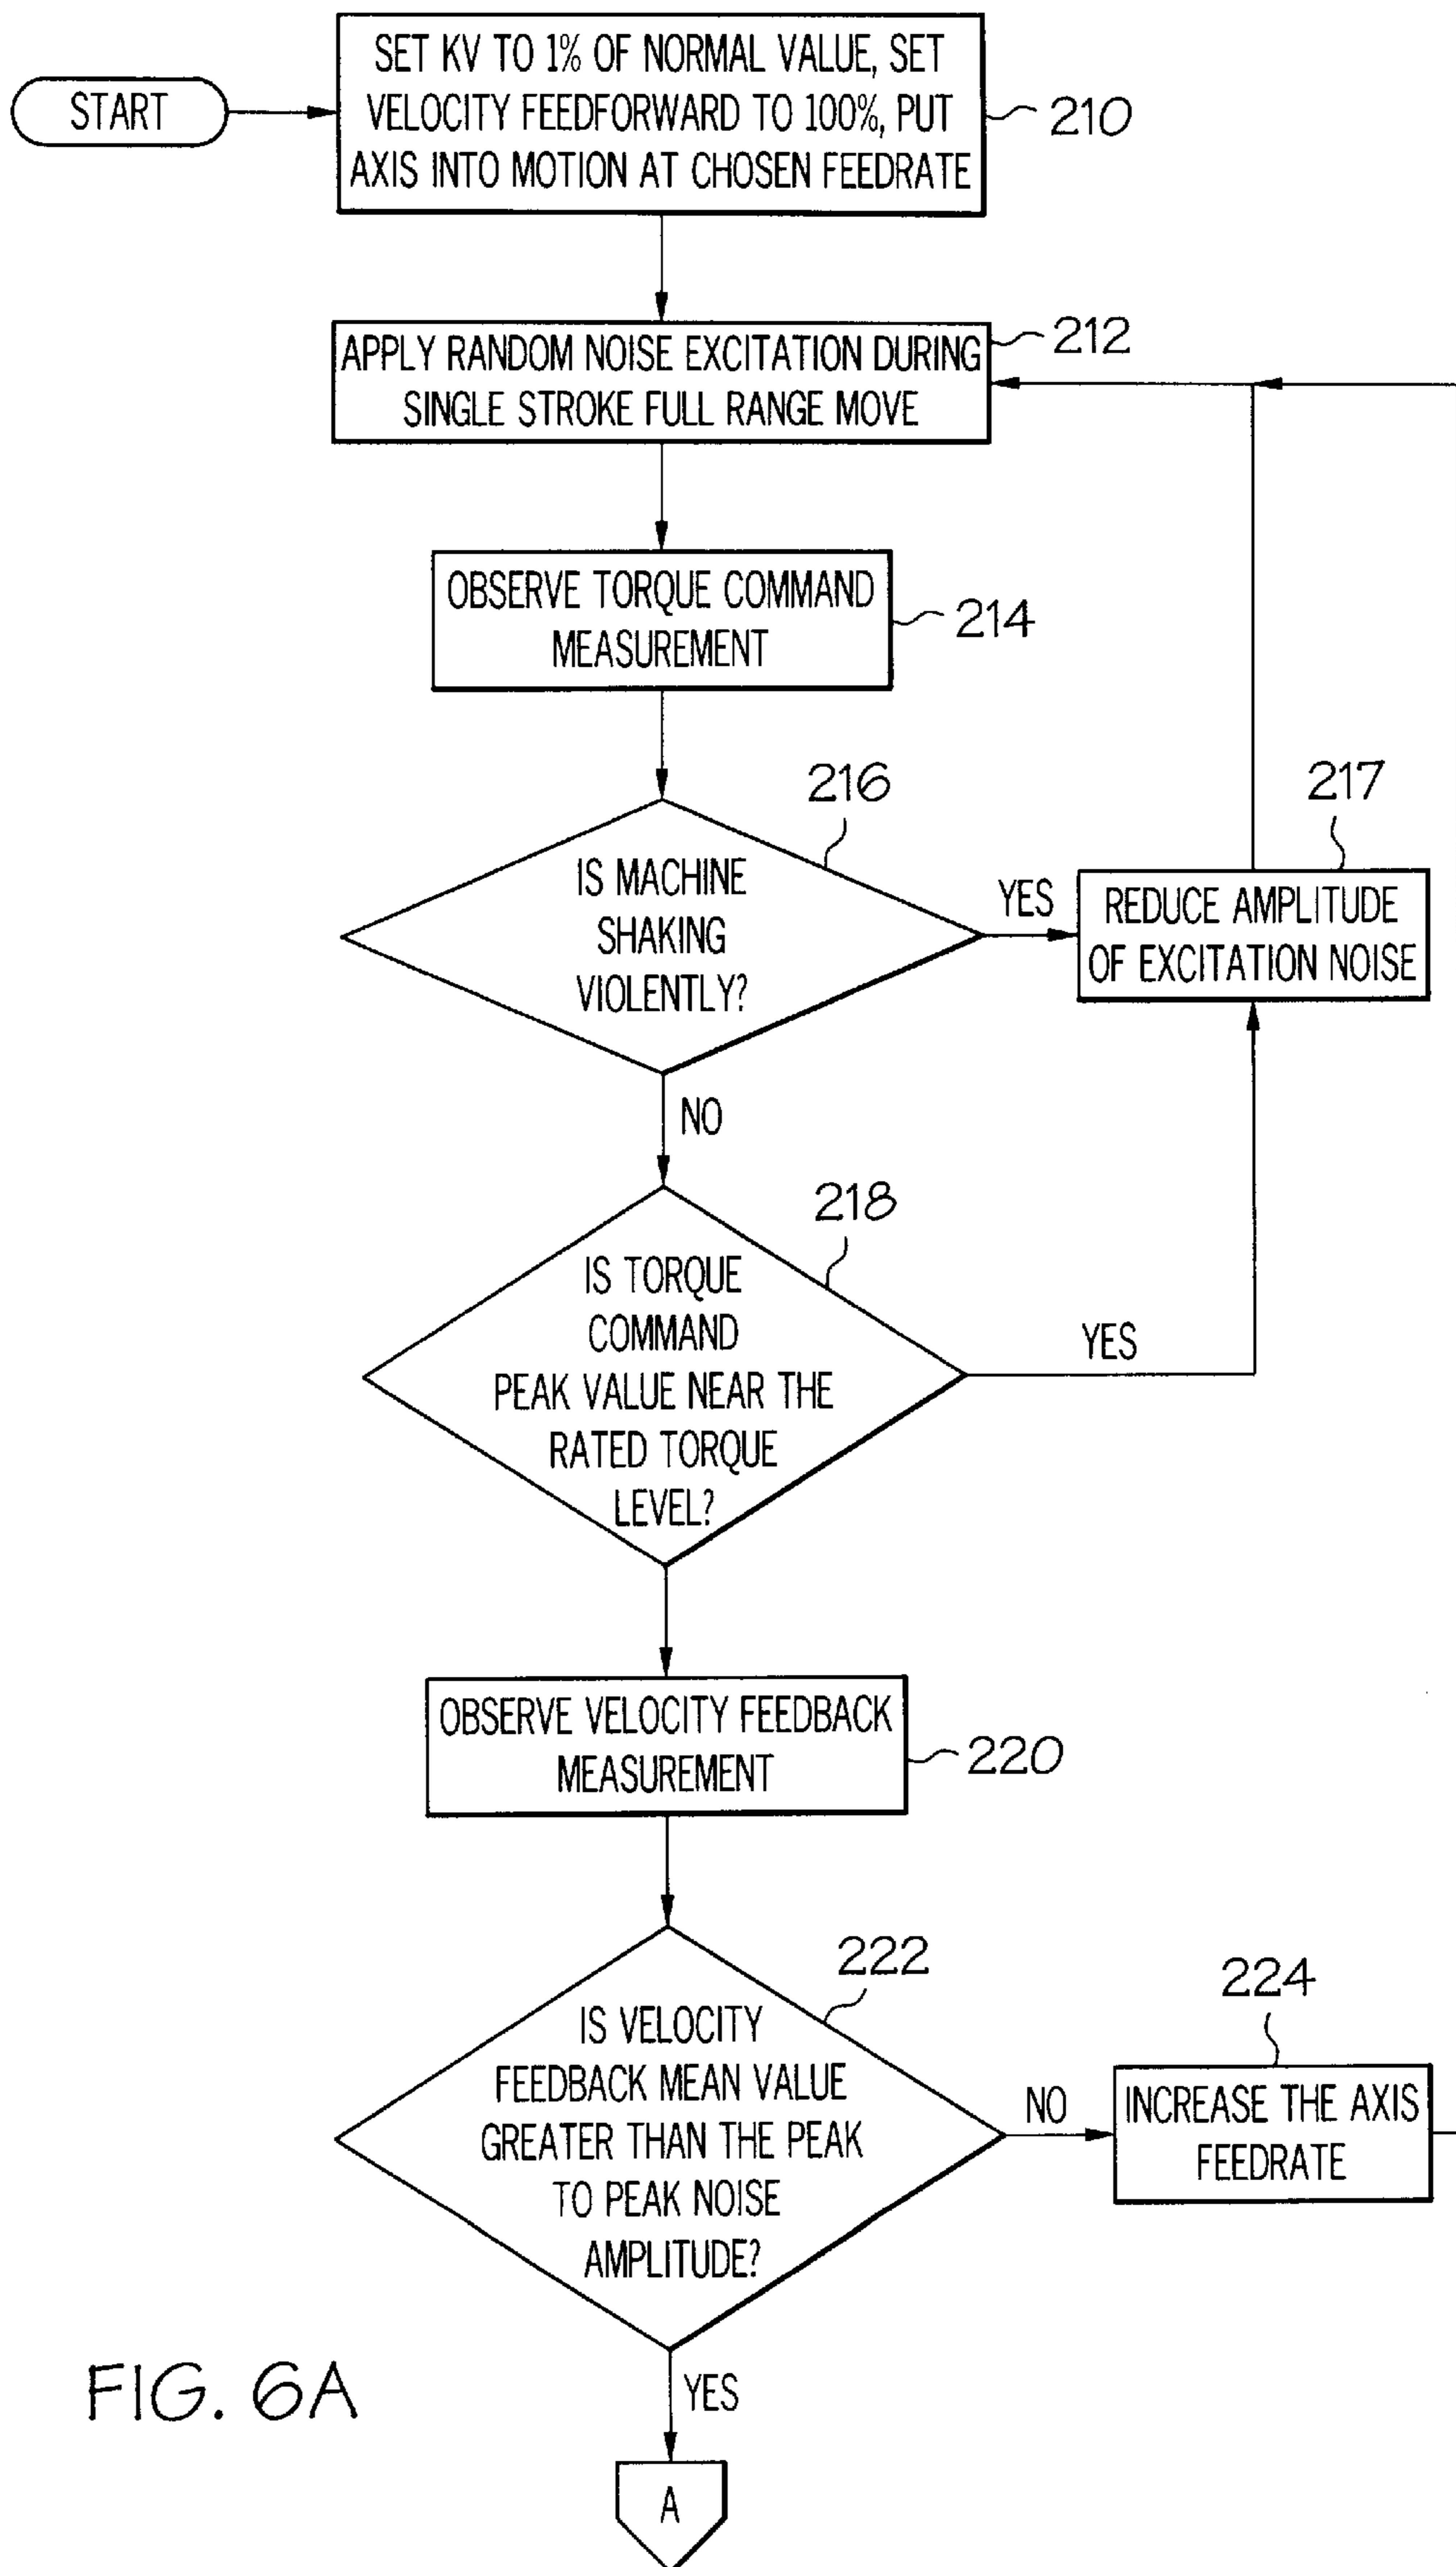 START
SET KV TO 1% OF NORMAL VALUE, SET
VELOCITY FEEDFORWARD TO 100%, PUT
AXIS INTO MOTION AT CHOSEN FEEDRATE
210
APPLY RANDOM NOISE EXCITATION DURING
SINGLE STROKE FULL RANGE MOVE
212
OBSERVE TORQUE COMMAND
MEASUREMENT
214
216
IS MACHINE
SHAKING
VIOLENTLY?
YES
217
REDUCE AMPLITUDE
OF EXCITATION NOISE
NO
218
IS TORQUE
COMMAND
PEAK VALUE NEAR THE
RATED TORQUE
LEVEL?
YES
OBSERVE VELOCITY FEEDBACK
MEASUREMENT
220
222
IS VELOCITY
FEEDBACK MEAN VALUE
GREATER THAN THE PEAK
TO PEAK NOISE
AMPLITUDE?
NO
224
INCREASE THE AXIS
FEEDRATE
YES
A
FIG. 6A